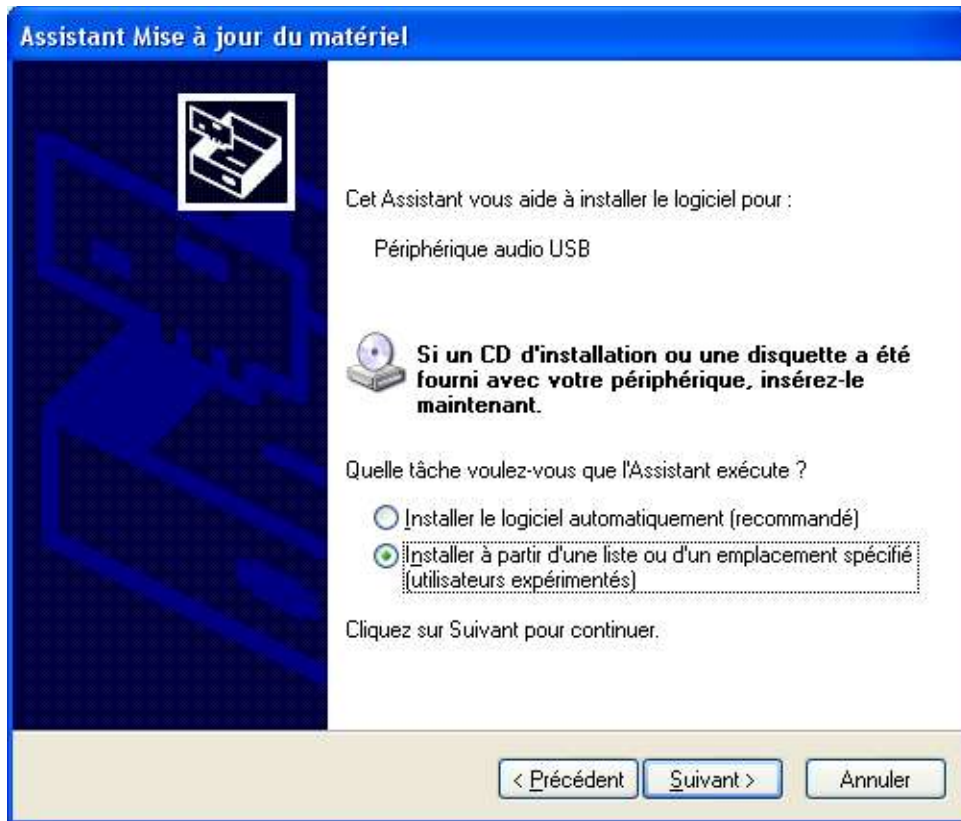 Assistant Mise à jour du matériel
Cet Assistant vous aide à installer le logiciel pour :
Périphérique audio USB
Si un CD d'installation ou une disquette a été
fourni avec votre périphérique, insérez-le
maintenant.
Quelle tâche voulez-vous que l'Assistant exécute ?
Installer le logiciel automatiquement (recommandé)
Installer à partir d'une liste ou d'un emplacement spécifié
(utilisateurs expérimentés)
Cliquez sur Suivant pour continuer.
< Précédent Suivant > Annuler